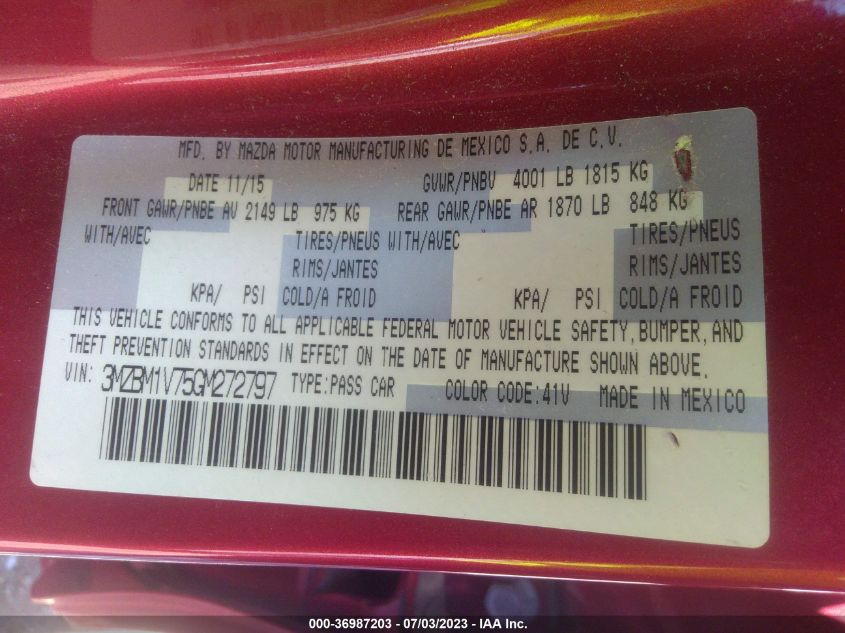 MFD. BY MAZDA MOTOR MANUFACTURING DE MEXICO S.A. DE C.V.
DATE 11/15 GVWR/PNBV 4001 LB 1815 KG
FRONT GAWR/PNBE AV 2149 LB 975 KG REAR GAWR/PNBE AR 1870 LB 848 KG
WITH/AVEC TIRES/PNEUS WITH/AVEC TIRES/PNEUS
RIMS/JANTES RIMS/JANTES
KPA/ PSI COLD/A FROID KPA/ PSI COLD/A FROID
THIS VEHICLE CONFORMS TO ALL APPLICABLE FEDERAL MOTOR VEHICLE SAFETY, BUMPER, AND
THEFT PREVENTION STANDARDS IN EFFECT ON THE DATE OF MANUFACTURE SHOWN ABOVE.
VIN: 3MZBM1V75GM272797 TYPE:PASS CAR COLOR CODE:41V MADE IN MEXICO
000-36987203 - 07/03/2023 - IAA Inc.